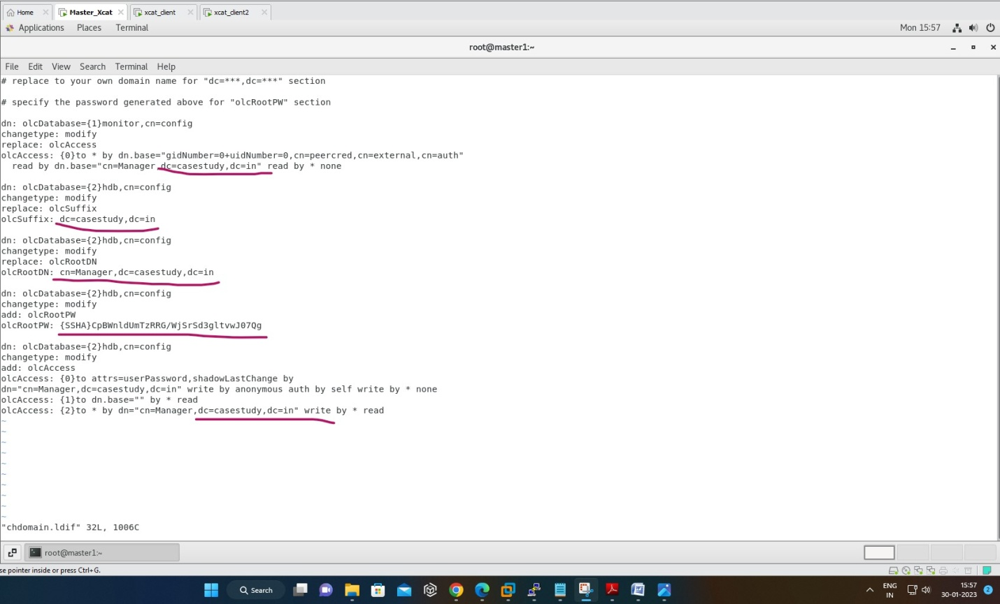 Home
Master_Xcat
xcat_client
xcat_client2
Applications Places Terminal
Mon 15:57
root@master1:~
File Edit View Search Terminal Help
# replace to your own domain name for "dc=***,dc=***" section
# specify the password generated above for "olcRootPW" section
dn: olcDatabase={1}monitor,cn=config
changetype: modify
replace: olcAccess
olcAccess: {0}to * by dn.base="gidNumber=0+uidNumber=0,cn=peercred,cn=external,cn=auth"
read by dn.base="cn=Manager,dc=casestudy,dc=in" read by * none
dn: olcDatabase={2}hdb,cn=config
changetype: modify
replace: olcSuffix
olcSuffix: dc=casestudy,dc=in
dn: olcDatabase={2}hdb,cn=config
changetype: modify
replace: olcRootDN
olcRootDN: cn=Manager,dc=casestudy,dc=in
dn: olcDatabase={2}hdb,cn=config
changetype: modify
add: olcRootPW
olcRootPW: {SSHA}CpBWnldUmTzRRG/WjSrSd3gltvwJ07Qg
dn: olcDatabase={2}hdb,cn=config
changetype: modify
add: olcAccess
olcAccess: {0}to attrs=userPassword,shadowLastChange by
dn="cn=Manager,dc=casestudy,dc=in" write by anonymous auth by self write by * none
olcAccess: {1}to dn.base="" by * read
olcAccess: {2}to * by dn="cn=Manager,dc=casestudy,dc=in" write by * read
~
~
~
~
~
~
~
~
~
~
"chdomain.ldif" 32L, 1006C
root@master1:~
se pointer inside or press Ctrl+G.
Search
ENG
IN
15:57
30-01-2023
2